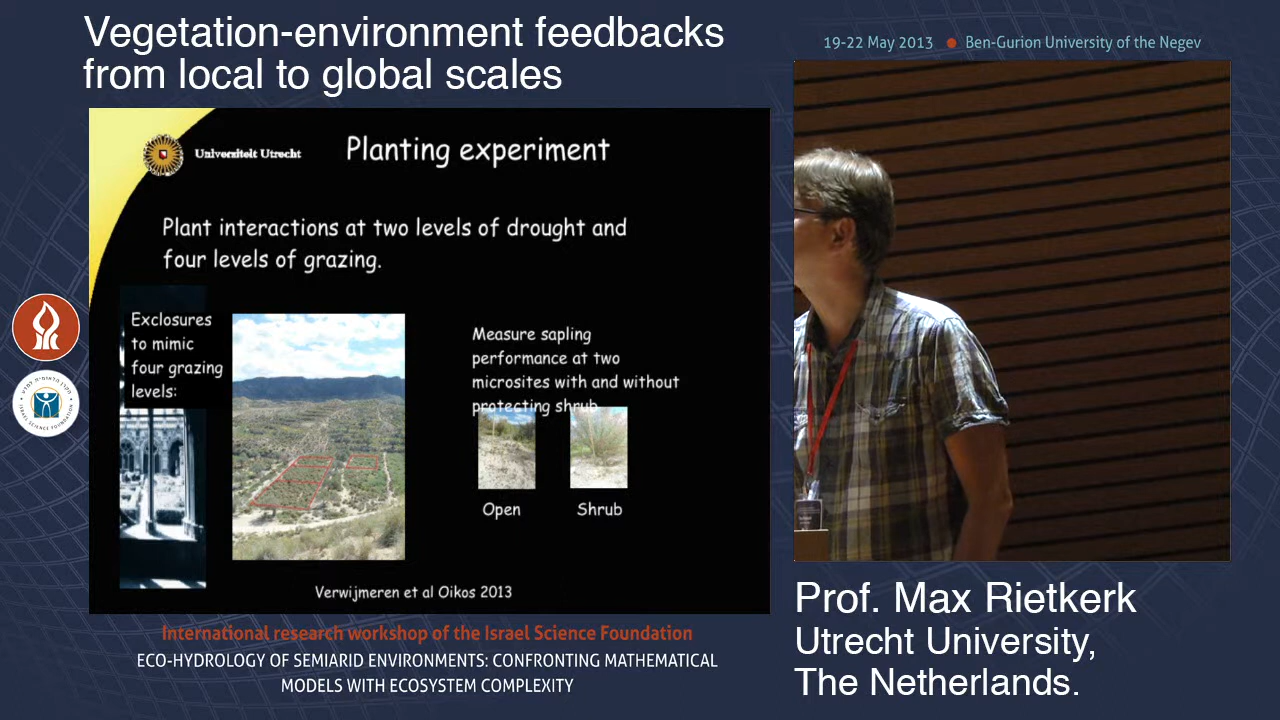 Vegetation-environment feedbacks
from local to global scales
19-22 May 2013 ● Ben-Gurion University of the Negev
Universiteit Utrecht
Planting experiment
Plant interactions at two levels of drought and
four levels of grazing.
Exclosures
to mimic
four grazing
levels:
Measure sapling
performance at two
microsites with and without
protecting shrub
Open
Shrub
Verwijmeren et al Oikos 2013
International research workshop of the Israel Science Foundation
ECO-HYDROLOGY OF SEMIARID ENVIRONMENTS: CONFRONTING MATHEMATICAL
MODELS WITH ECOSYSTEM COMPLEXITY
Prof. Max Rietkerk
Utrecht University,
The Netherlands.
ISRAEL SCIENCE FOUNDATION